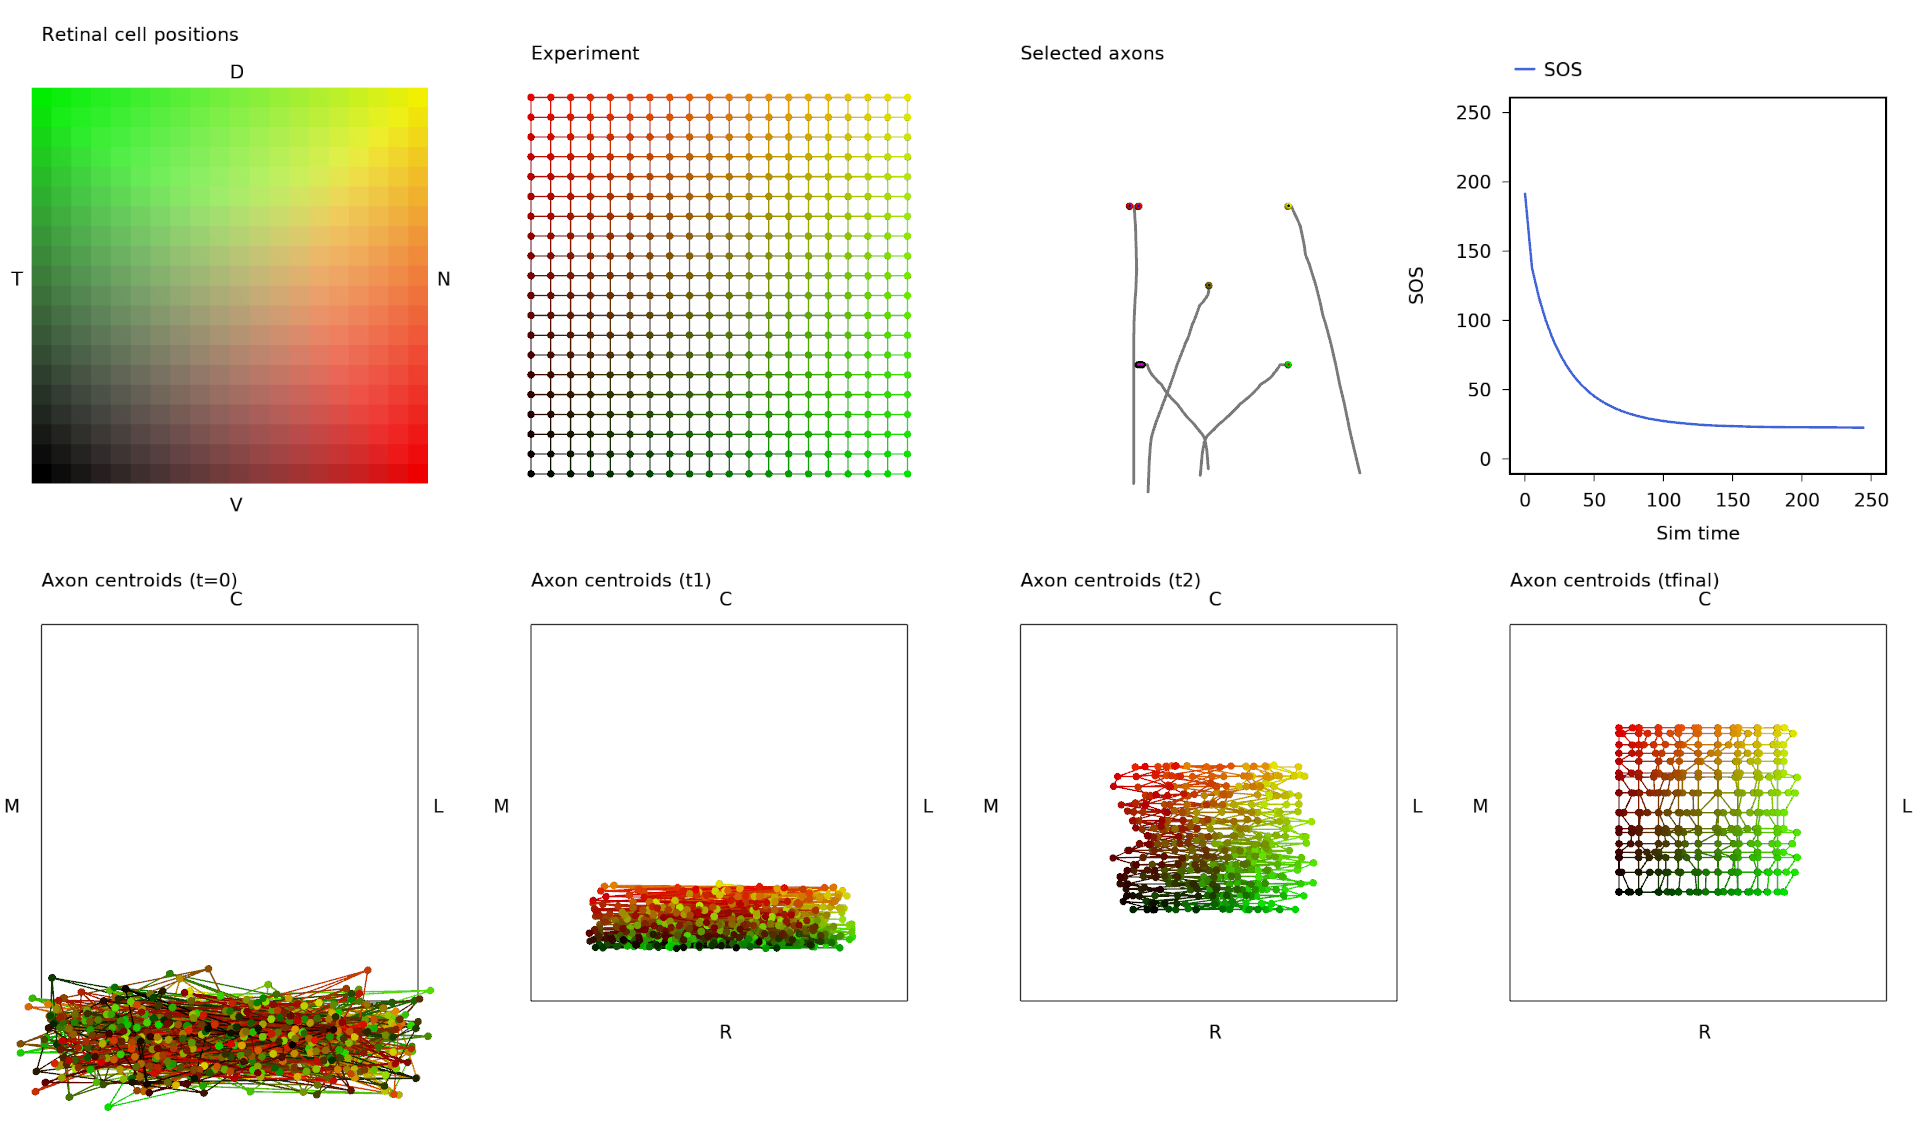 Retinal cell positions
D
T
N
V
Experiment
Selected axons
SOS
250
200
150
100
50
0
SOS
0 50 100 150 200 250
Sim time
Axon centroids (t=0)
C
M
L
Axon centroids (t1)
C
M
L
R
Axon centroids (t2)
C
M
L
R
Axon centroids (tfinal)
C
M
L
R